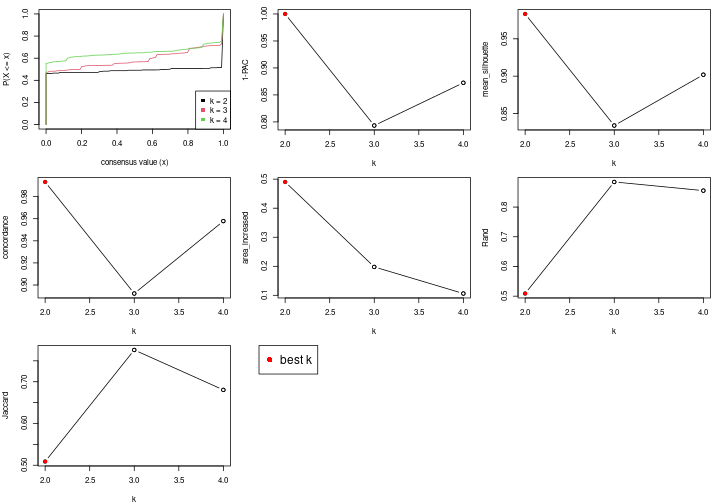 P(X <= x)
0.0 0.2 0.4 0.6 0.8 1.0
k = 2
k = 3
k = 4
0.0 0.2 0.4 0.6 0.8 1.0
consensus value (x)
1-PAC
0.80 0.85 0.90 0.95 1.00
2.0 2.5 3.0 3.5 4.0
k
mean_silhouette
0.85 0.90 0.95
2.0 2.5 3.0 3.5 4.0
k
concordance
0.90 0.92 0.94 0.96 0.98
2.0 2.5 3.0 3.5 4.0
k
area_increased
0.1 0.2 0.3 0.4 0.5
2.0 2.5 3.0 3.5 4.0
k
Rand
0.5 0.6 0.7 0.8
2.0 2.5 3.0 3.5 4.0
k
Jaccard
0.50 0.60 0.70
2.0 2.5 3.0 3.5 4.0
k
best k